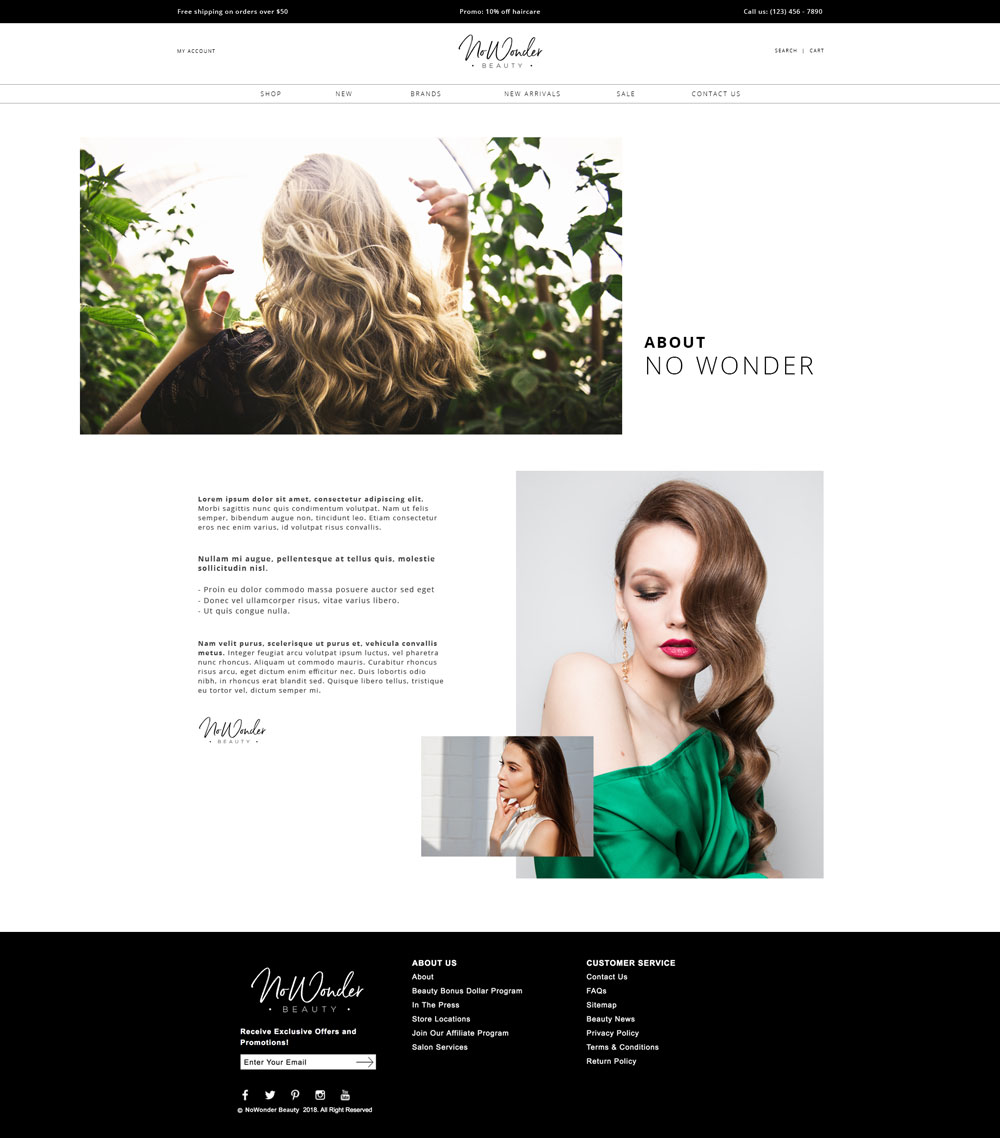 Free shipping on orders over $50
Promo: 10% off haircare
Call us: (123) 456 - 7890
MY ACCOUNT
NoWonder
• BEAUTY •
SEARCH | CART
SHOP NEW BRANDS NEW ARRIVALS SALE CONTACT US
ABOUT
NO WONDER
Lorem ipsum dolor sit amet, consectetur adipiscing elit.
Morbi sagittis nunc quis condimentum volutpat. Nam ut felis
semper, bibendum augue non, tincidunt leo. Etiam consectetur
eros nec enim varius, id volutpat risus convallis.
Nullam mi augue, pellentesque at tellus quis, molestie
sollicitudin nisl.
- Proin eu dolor commodo massa posuere auctor sed eget
- Donec vel ullamcorper risus, vitae varius libero.
- Ut quis congue nulla.
Nam velit purus, scelerisque ut purus et, vehicula convallis
metus. Integer feugiat arcu volutpat ipsum luctus, vel pharetra
nunc rhoncus. Aliquam ut commodo mauris. Curabitur rhoncus
risus arcu, eget dictum enim efficitur nec. Duis lobortis odio
nibh, in rhoncus erat blandit sed. Quisque libero tellus, tristique
eu tortor vel, dictum semper mi.
NoWonder
• BEAUTY •
NoWonder
• BEAUTY •
Receive Exclusive Offers and
Promotions!
Enter Your Email
© NoWonder Beauty 2018. All Right Reserved
ABOUT US
About
Beauty Bonus Dollar Program
In The Press
Store Locations
Join Our Affiliate Program
Salon Services
CUSTOMER SERVICE
Contact Us
FAQs
Sitemap
Beauty News
Privacy Policy
Terms & Conditions
Return Policy